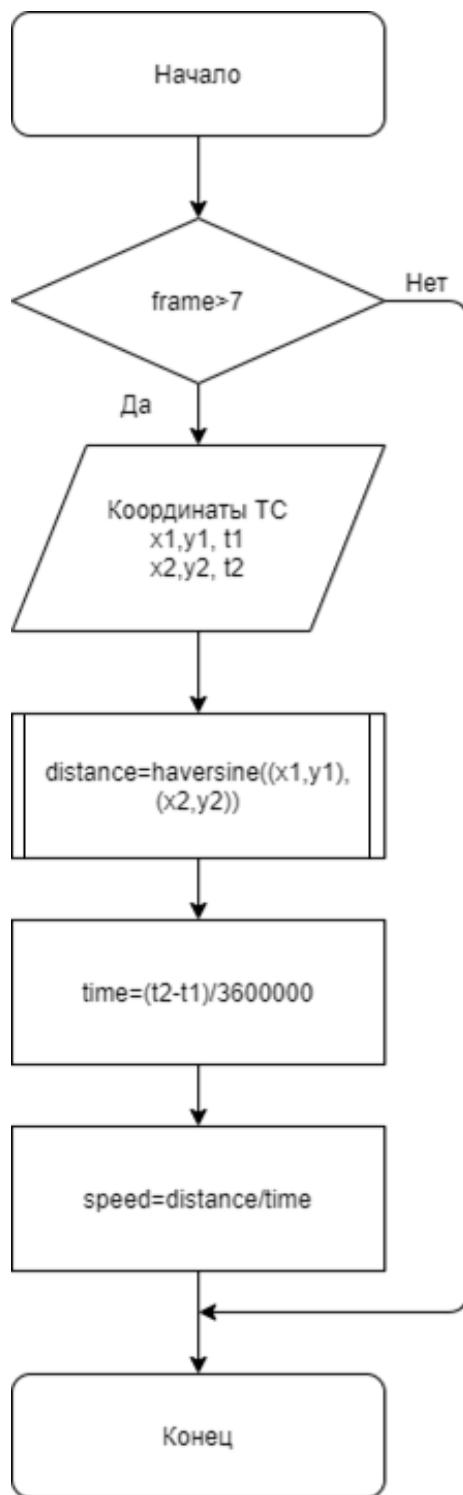 Начало
frame>7
Нет
Да
Координаты ТС
x1,y1, t1
x2,y2, t2
distance=haversine((x1,y1),
(x2,y2))
time=(t2-t1)/3600000
speed=distance/time
Конец